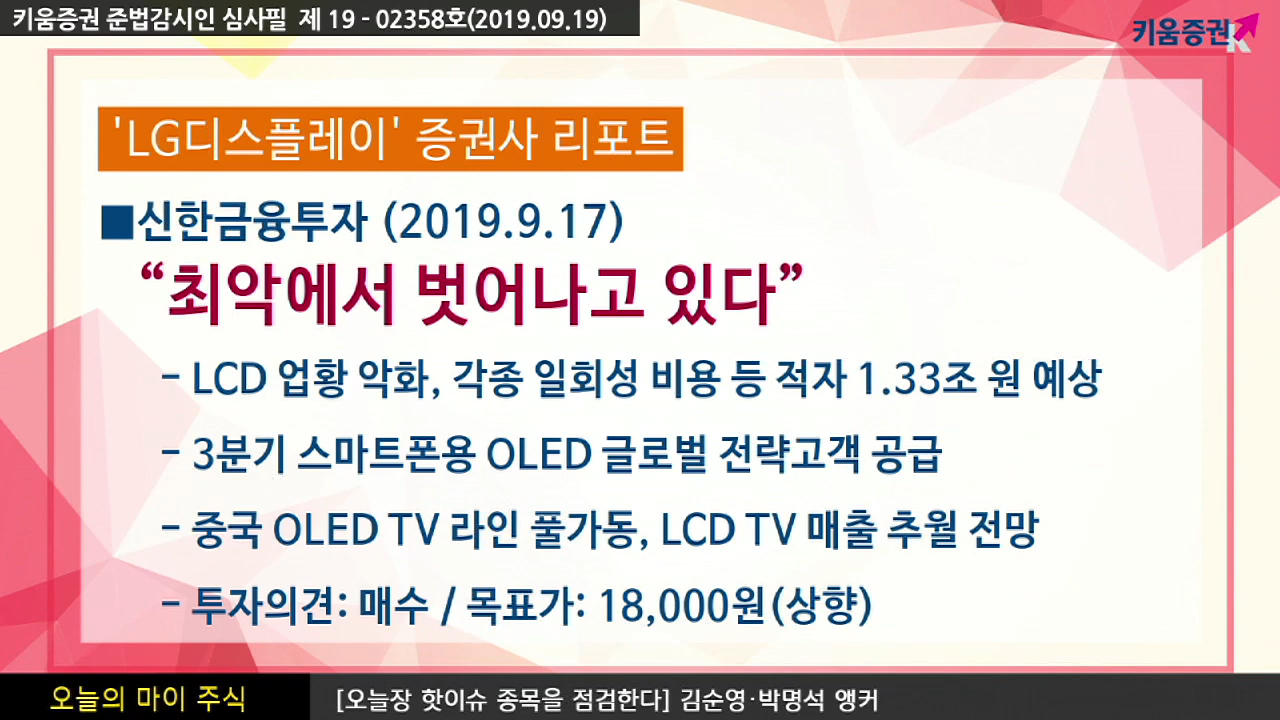 키움증권 준법감시인 심사필 제 19 - 02358호(2019.09.19)
키움증권
'LG디스플레이' 증권사 리포트
■신한금융투자 (2019.9.17)
“최악에서 벗어나고 있다”
- LCD 업황 악화, 각종 일회성 비용 등 적자 1.33조 원 예상
- 3분기 스마트폰용 OLED 글로벌 전략고객 공급
- 중국 OLED TV 라인 풀가동, LCD TV 매출 추월 전망
- 투자의견: 매수 / 목표가: 18,000원(상향)
오늘의 마이 주식
[오늘장 핫이슈 종목을 점검한다] 김순영·박명석 앵커